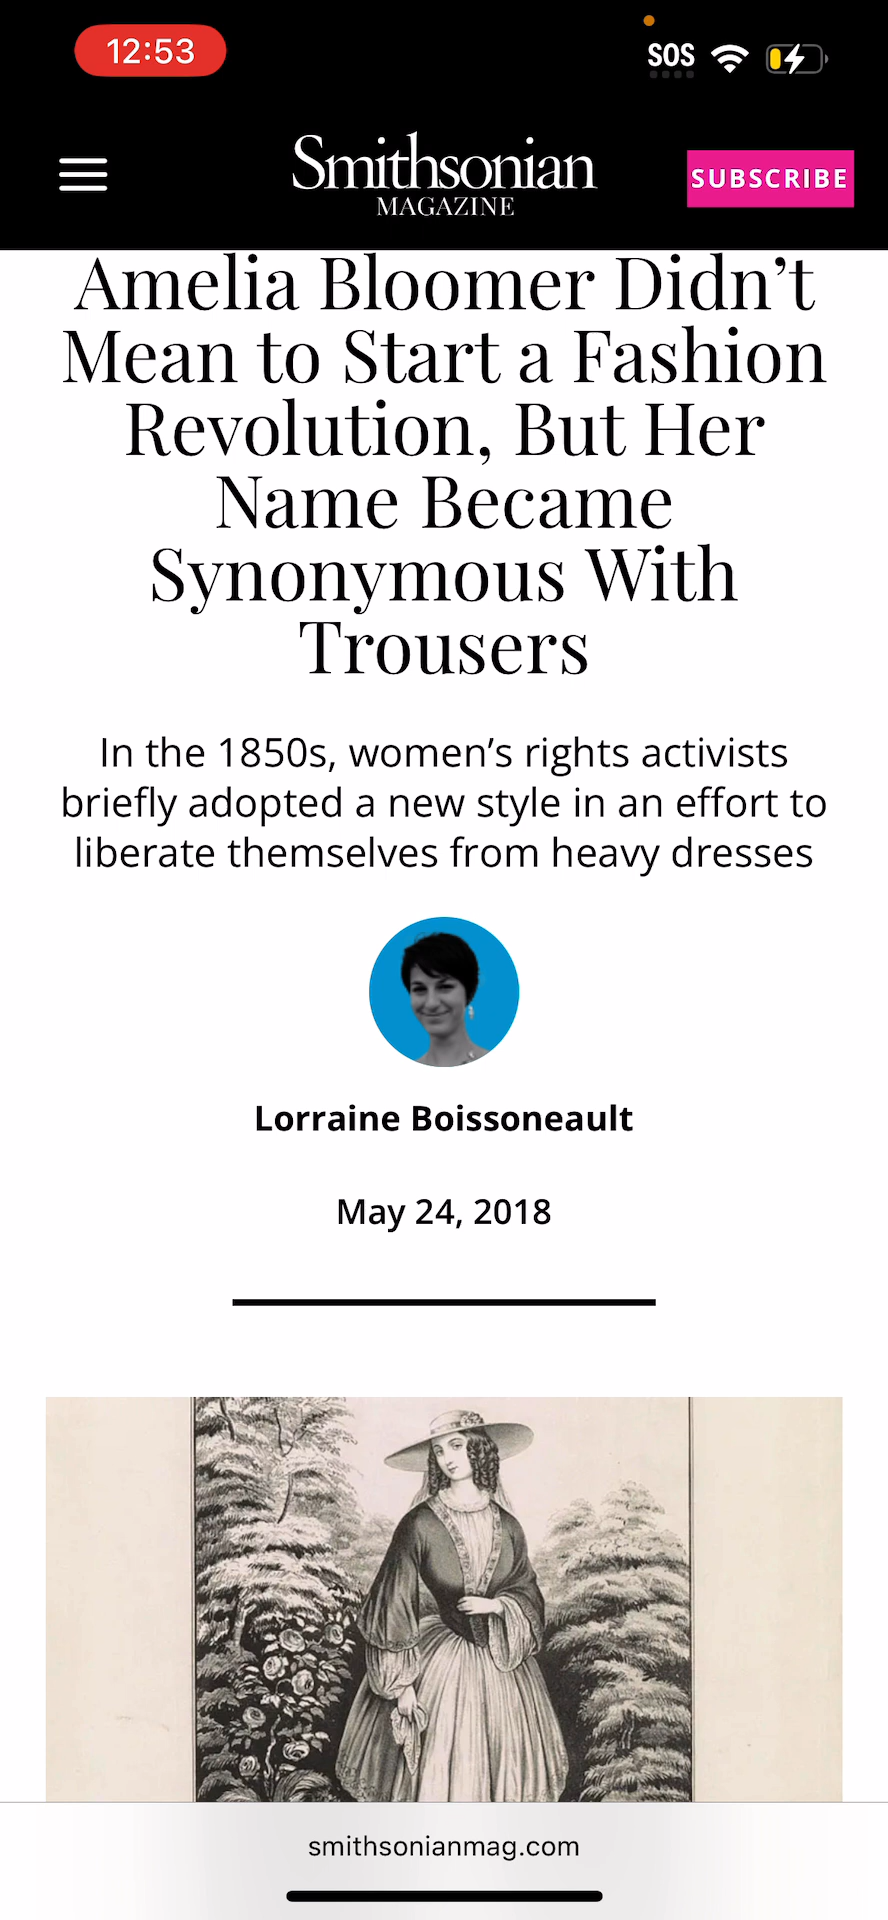 12:53
SOS
Smithsonian
MAGAZINE
SUBSCRIBE
Amelia Bloomer Didn’t
Mean to Start a Fashion
Revolution, But Her
Name Became
Synonymous With
Trousers
In the 1850s, women’s rights activists
briefly adopted a new style in an effort to
liberate themselves from heavy dresses
Lorraine Boissoneault
May 24, 2018
smithsonianmag.com